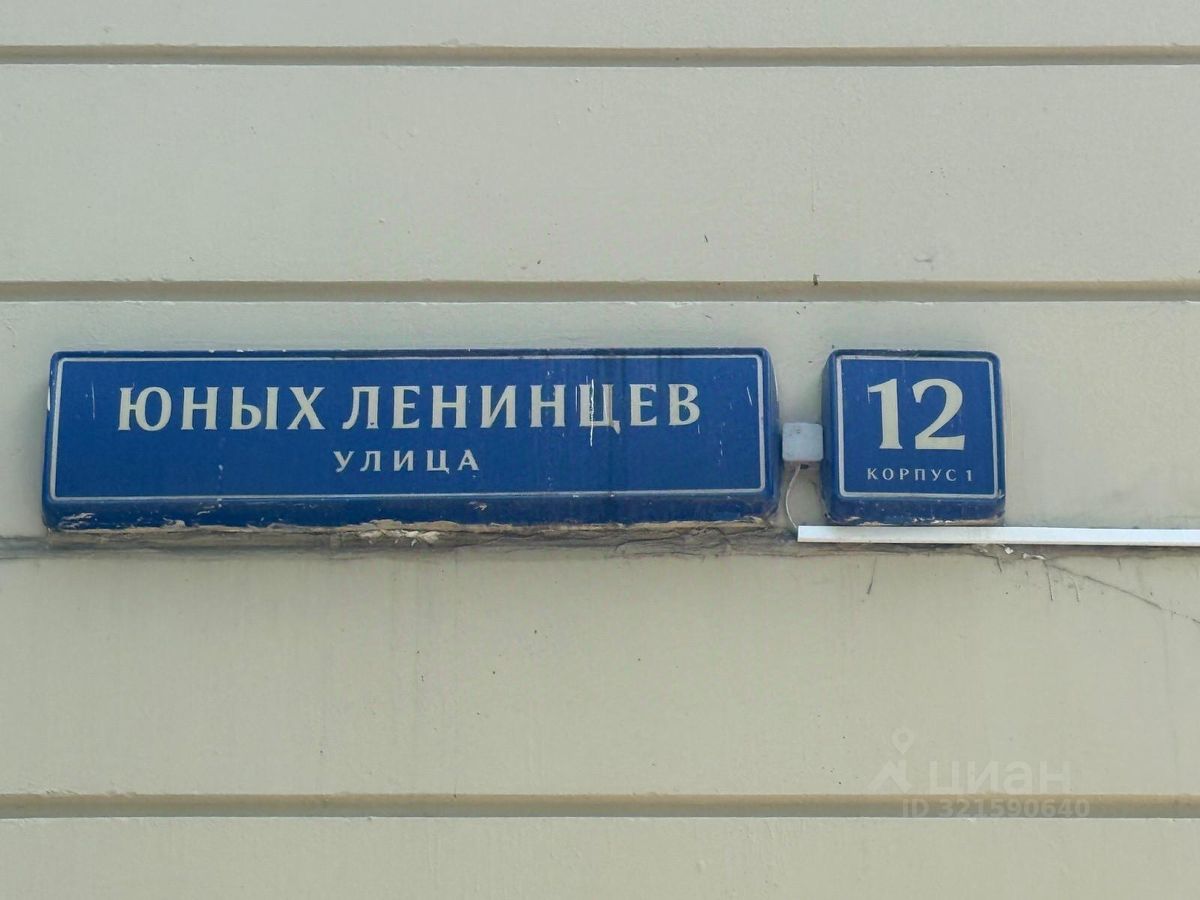 ЮНЫХ ЛЕНИНЦЕВ
УЛИЦА
12
КОРПУС 1
циан
ID 321590640